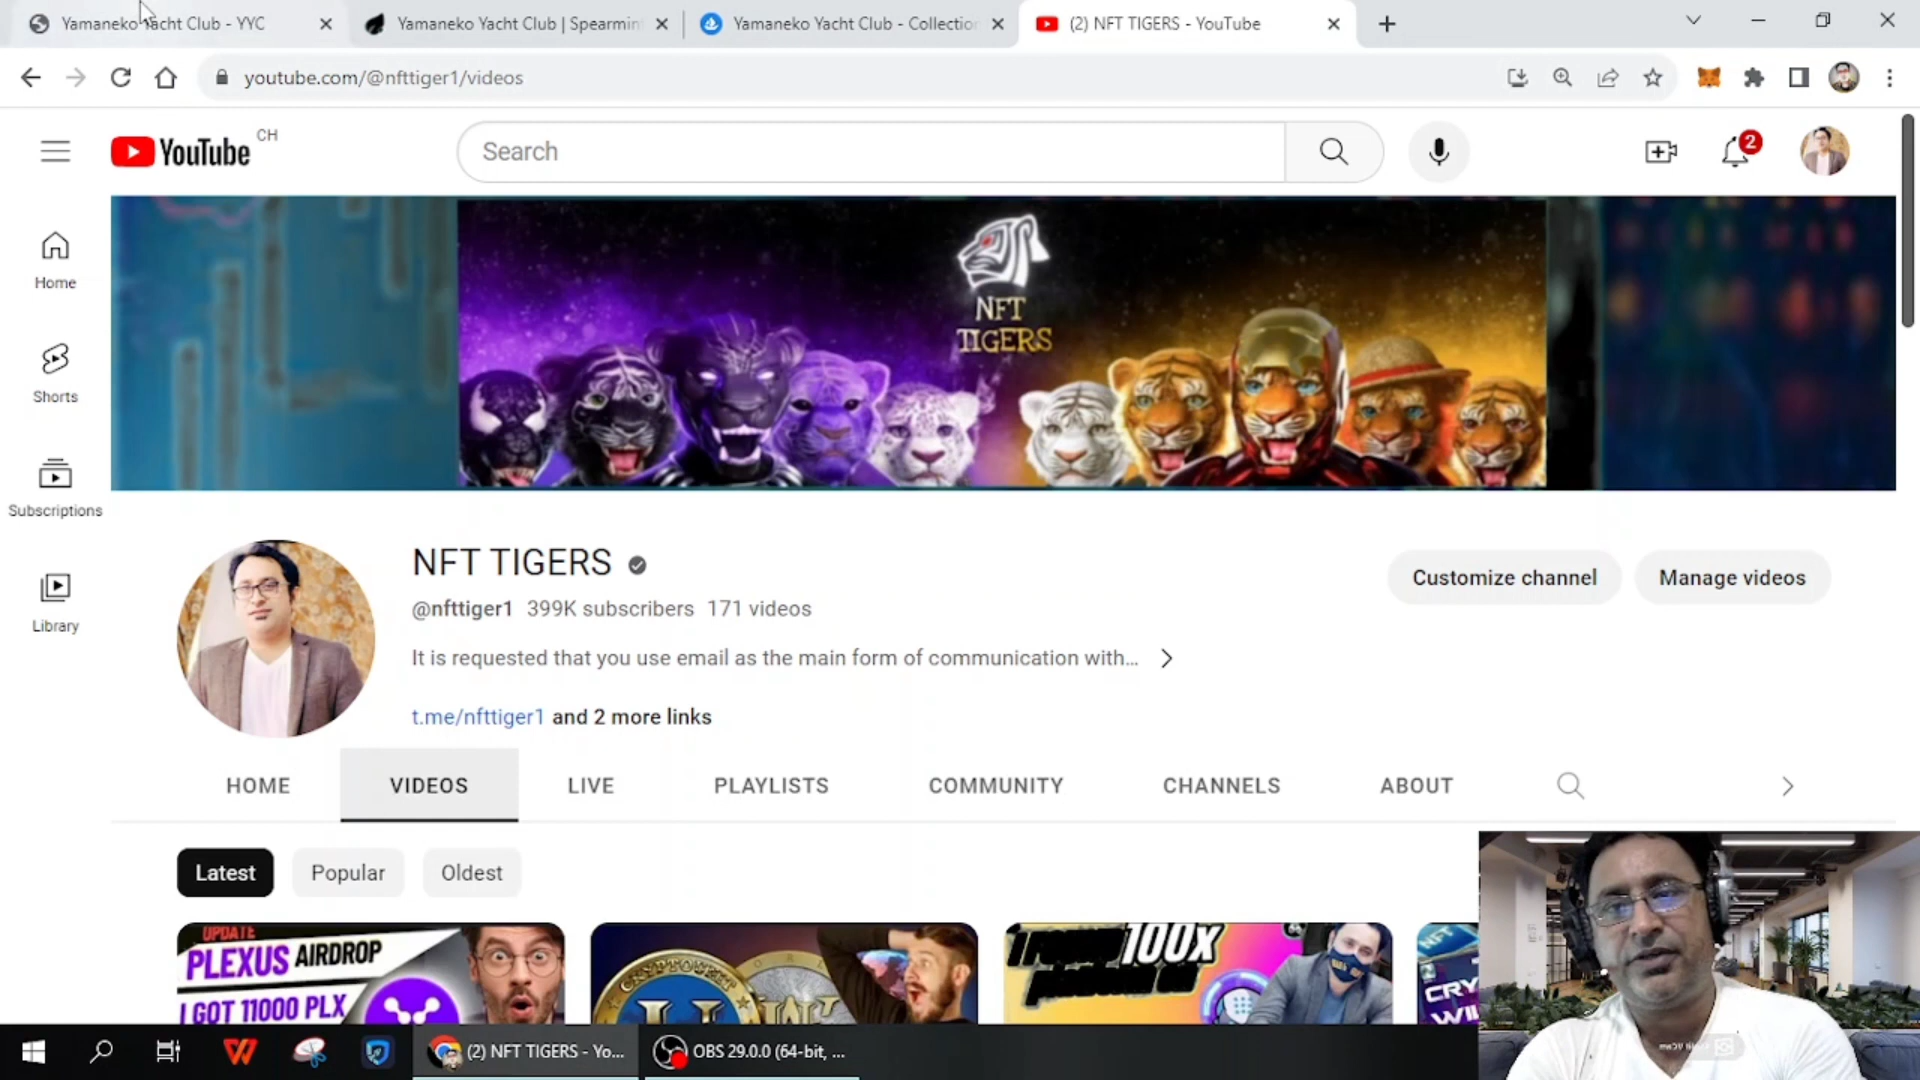 Yamaneko Yacht Club - YYC
Yamaneko Yacht Club | Spearmin
Yamaneko Yacht Club - Collection
(2) NFT TIGERS - YouTube
youtube.com/@nfttiger1/videos
YouTube CH
Search
2
Home
Shorts
Subscriptions
Library
NFT
TIGERS
NFT TIGERS
@nfttiger1 399K subscribers 171 videos
It is requested that you use email as the main form of communication with...
t.me/nfttiger1 and 2 more links
Customize channel
Manage videos
HOME
VIDEOS
LIVE
PLAYLISTS
COMMUNITY
CHANNELS
ABOUT
Latest
Popular
Oldest
UPDATE
PLEXUS AIRDROP
I GOT 11000 PLX
100X
NFT
CRY
WI
(2) NFT TIGERS - Yo...
OBS 29.0.0 (64-bit, ...